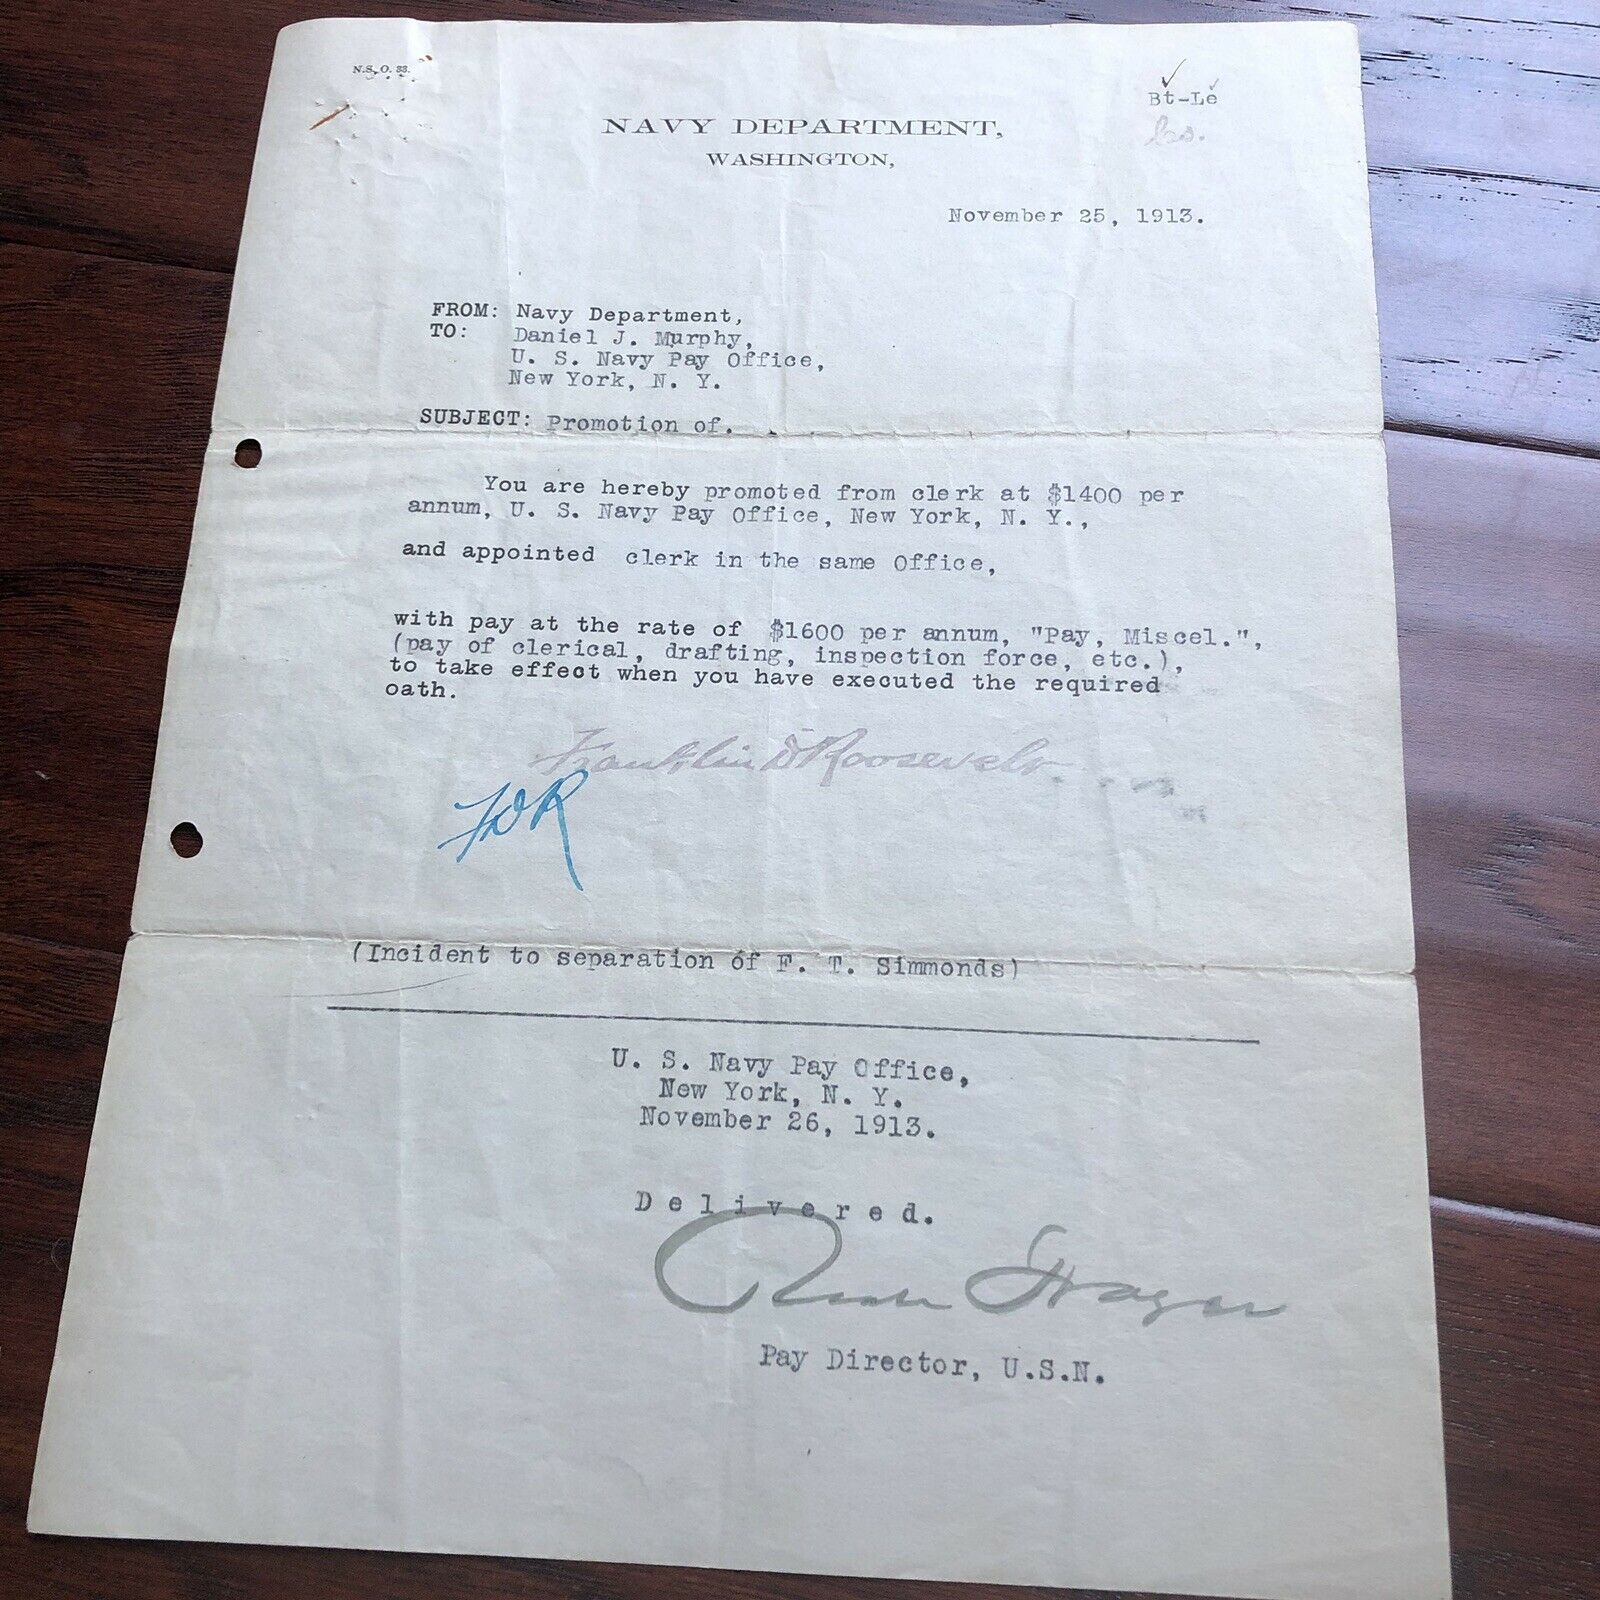 N.S.O. 33.
Bt-Le
NAVY DEPARTMENT,
WASHINGTON,
November 25, 1913.
FROM: Navy Department,
TO: Daniel J. Murphy,
U. S. Navy Pay Office,
New York, N. Y.
SUBJECT: Promotion of.
You are hereby promoted from clerk at $1400 per
annum, U. S. Navy Pay Office, New York, N. Y.,
and appointed clerk in the same Office,
with pay at the rate of $1600 per annum, "Pay, Miscel.",
(pay of clerical, drafting, inspection force, etc.),
to take effect when you have executed the required
oath.
Franklin D Roosevelt
FDR
(Incident to separation of F. T. Simmonds)
U. S. Navy Pay Office,
New York, N. Y.
November 26, 1913.
Delivered.
Pay Director, U.S.N.